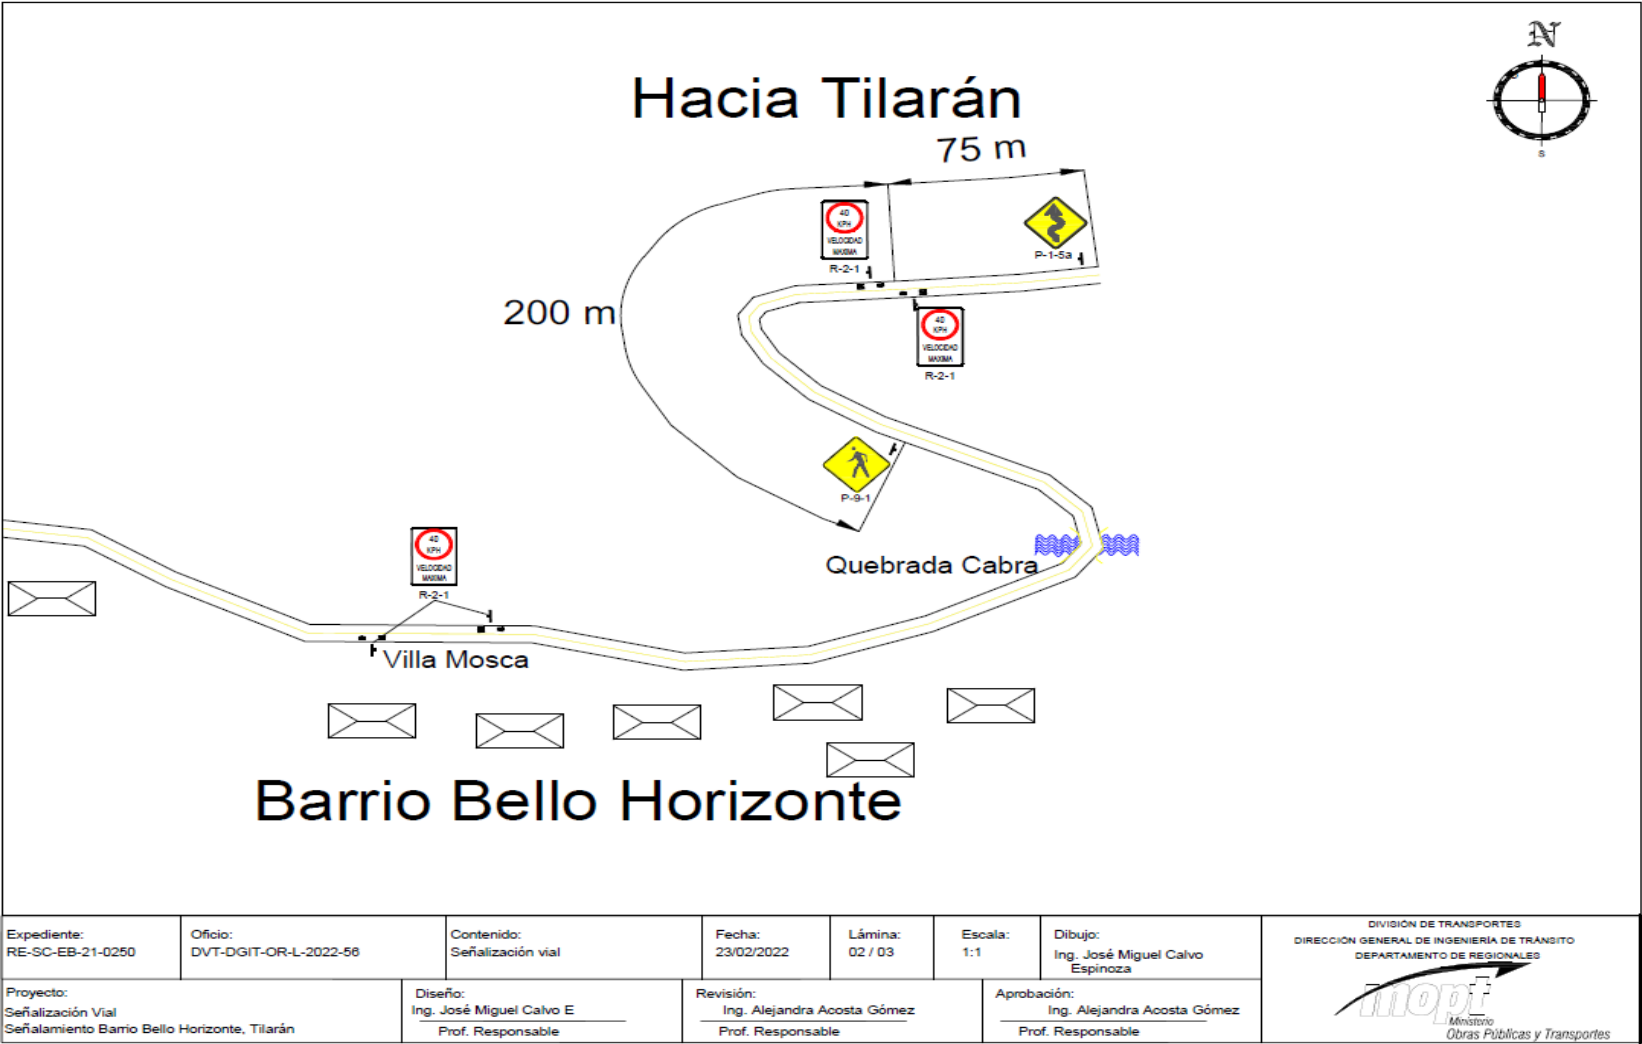 N
S
Hacia Tilarán
75 m
40
KPH
VELOCIDAD
MAXIMA
R-2-1
P-1-5a
200 m
40
KPH
VELOCIDAD
MAXIMA
R-2-1
P-9-1
Quebrada Cabra
40
KPH
VELOCIDAD
MAXIMA
R-2-1
Villa Mosca
Barrio Bello Horizonte
Expediente:
RE-SC-EB-21-0250
Oficio:
DVT-DGIT-OR-L-2022-56
Contenido:
Señalización vial
Fecha:
23/02/2022
Lámina:
02 / 03
Escala:
1:1
Dibujo:
Ing. José Miguel Calvo
Espinoza
Proyecto:
Señalización Vial
Señalamiento Barrio Bello Horizonte, Tilarán
Diseño:
Ing. José Miguel Calvo E
Prof. Responsable
Revisión:
Ing. Alejandra Acosta Gómez
Prof. Responsable
Aprobación:
Ing. Alejandra Acosta Gómez
Prof. Responsable
DIVISIÓN DE TRANSPORTES
DIRECCIÓN GENERAL DE INGENIERÍA DE TRÁNSITO
DEPARTAMENTO DE REGIONALES
mopt
Ministerio
Obras Públicas y Transportes